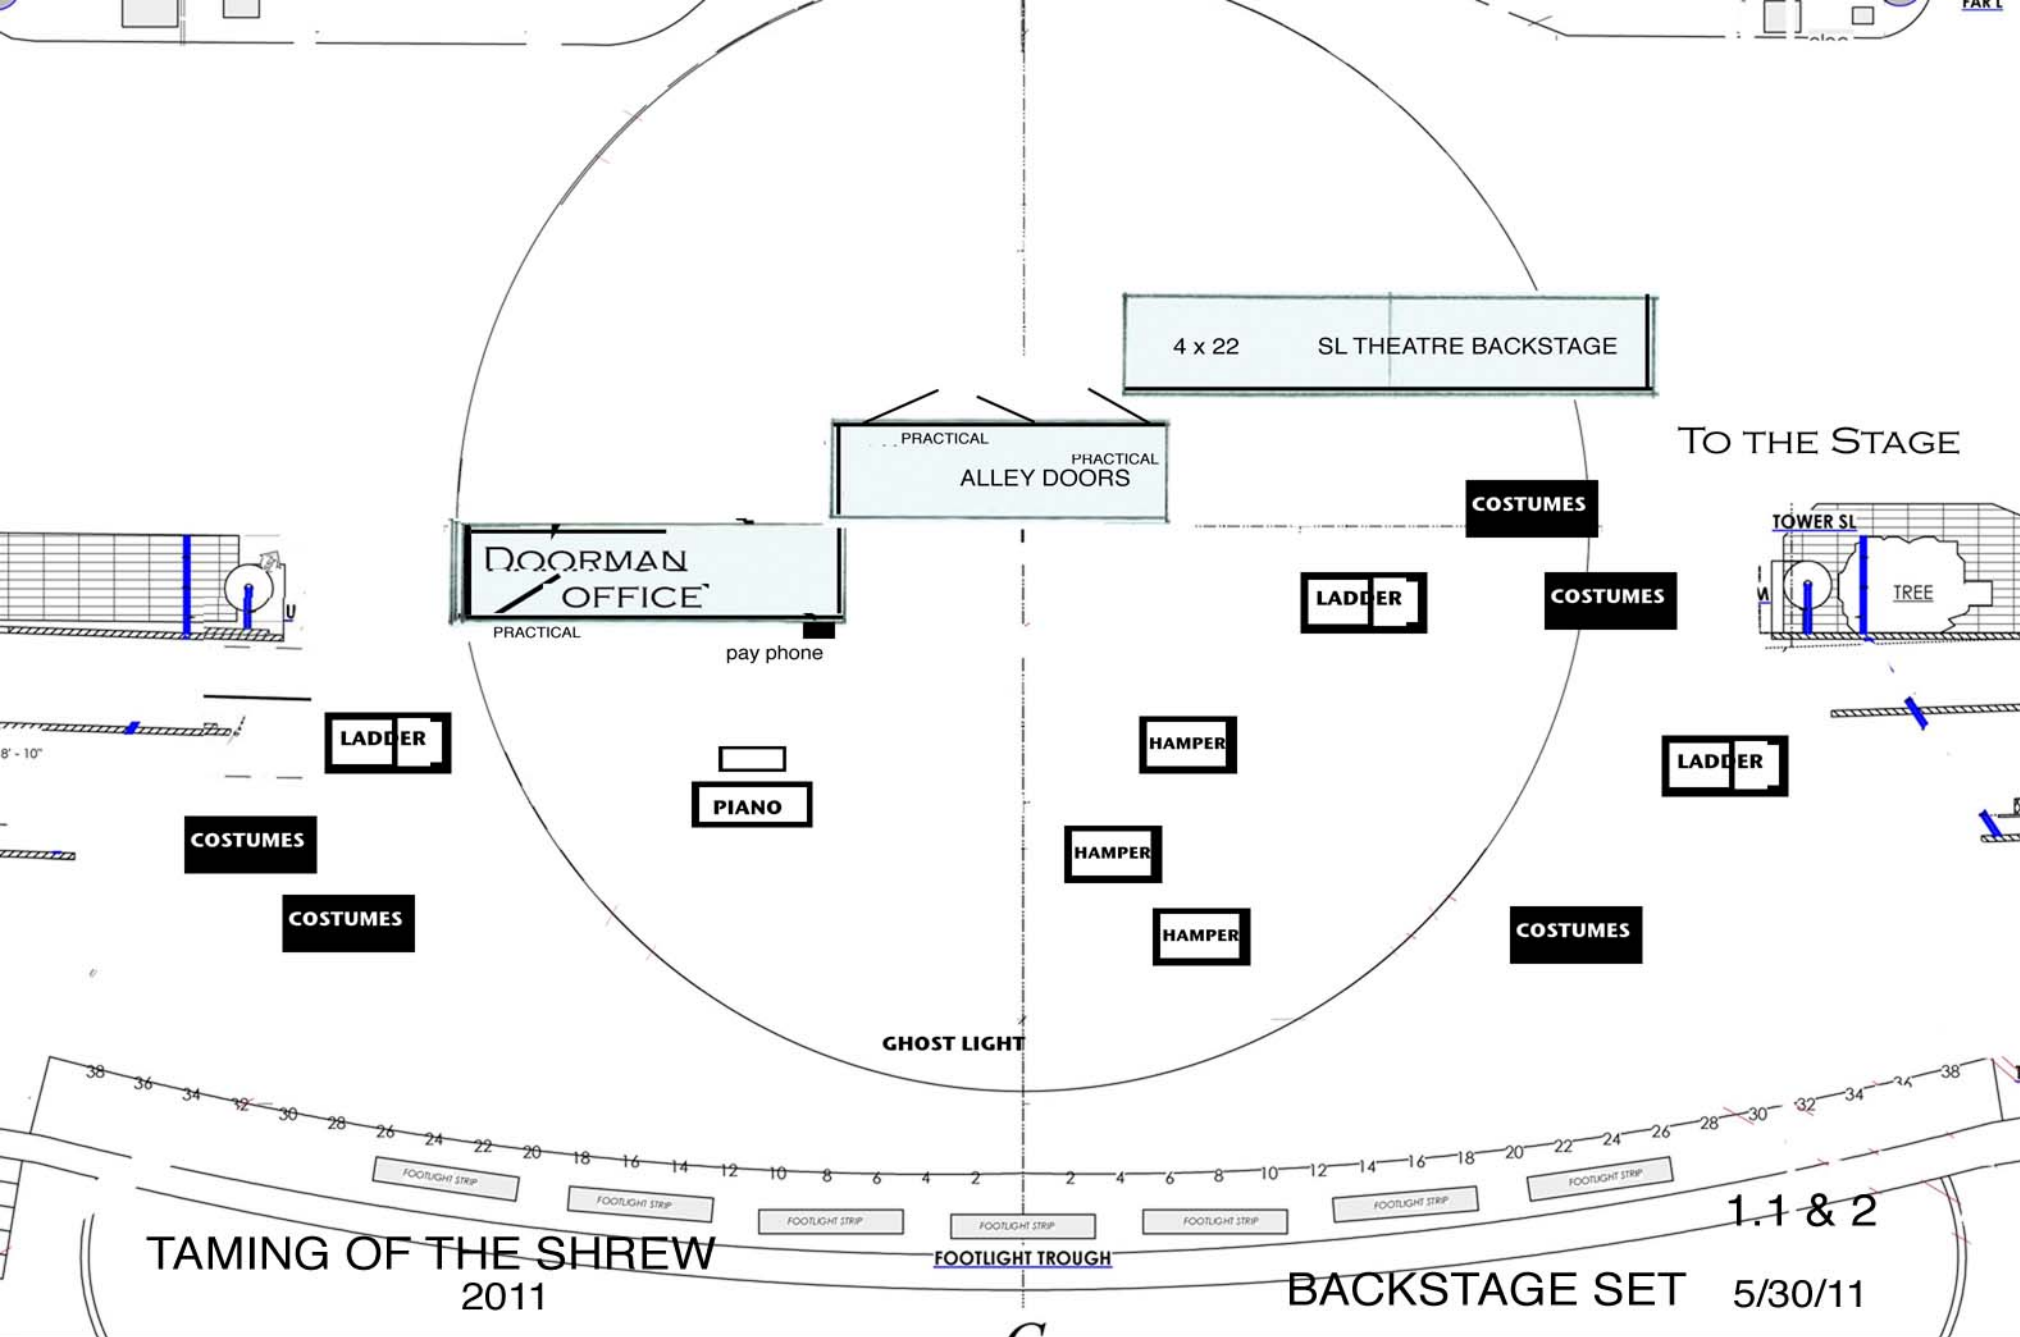 FAR L
elec
4 x 22
SL THEATRE BACKSTAGE
PRACTICAL
PRACTICAL
ALLEY DOORS
TO THE STAGE
COSTUMES
TOWER SL
DOORMAN
OFFICE
LADDER
COSTUMES
TREE
PRACTICAL
pay phone
LADDER
HAMPER
8' - 10"
LADDER
PIANO
COSTUMES
HAMPER
COSTUMES
HAMPER
COSTUMES
GHOST LIGHT
38 36 34 32 30 28 26 24 22 20 18 16 14 12 10 8 6 4 2 2 4 6 8 10 12 14 16 18 20 22 24 26 28 30 32 34 36 38
FOOTLIGHT STRIP
FOOTLIGHT STRIP
FOOTLIGHT STRIP
FOOTLIGHT STRIP
FOOTLIGHT STRIP
FOOTLIGHT STRIP
FOOTLIGHT STRIP
1.1 & 2
TAMING OF THE SHREW
FOOTLIGHT TROUGH
2011
BACKSTAGE SET
5/30/11